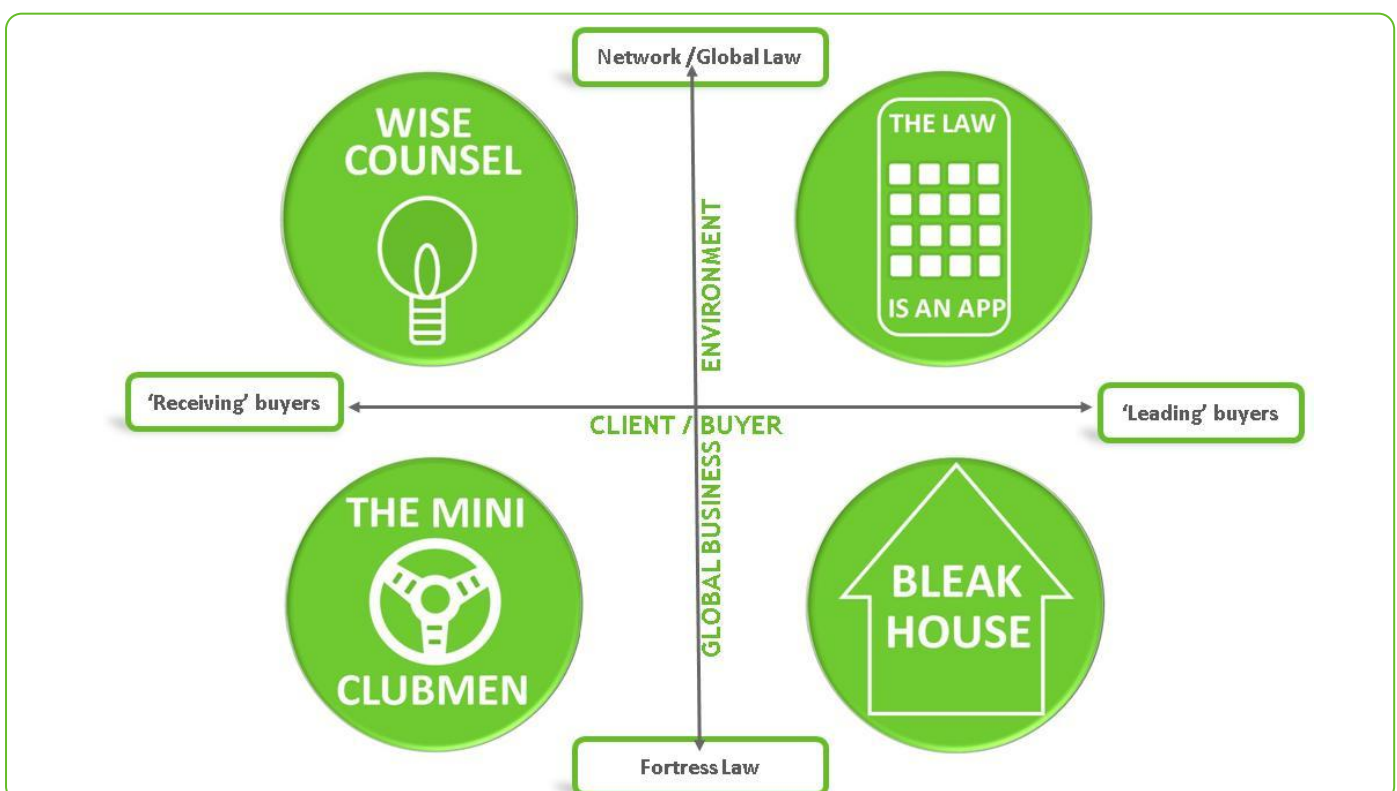 Network /Global Law
WISE
COUNSEL
THE LAW
IS AN APP
GLOBAL BUSINESS ENVIRONMENT
'Receiving' buyers
CLIENT / BUYER
'Leading' buyers
THE MINI
CLUBMEN
BLEAK
HOUSE
Fortress Law